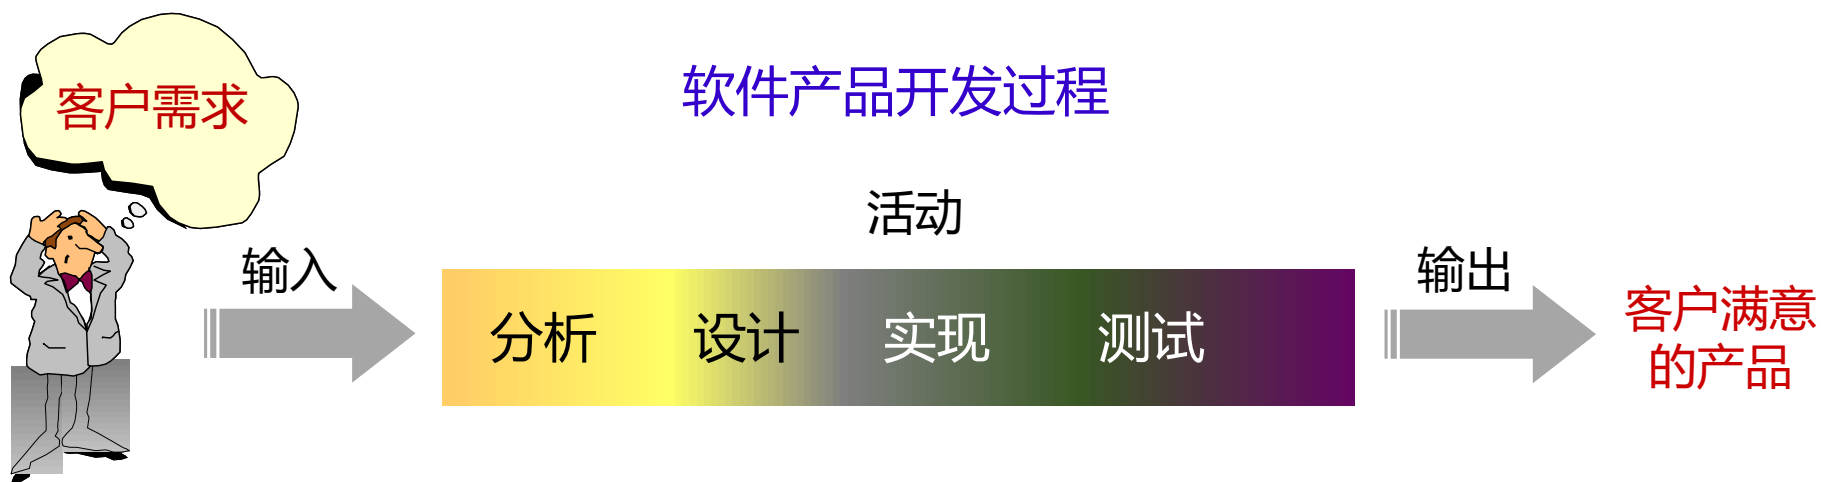 客户需求
软件产品开发过程
活动
输入
分析 设计 实现 测试
输出
客户满意
的产品